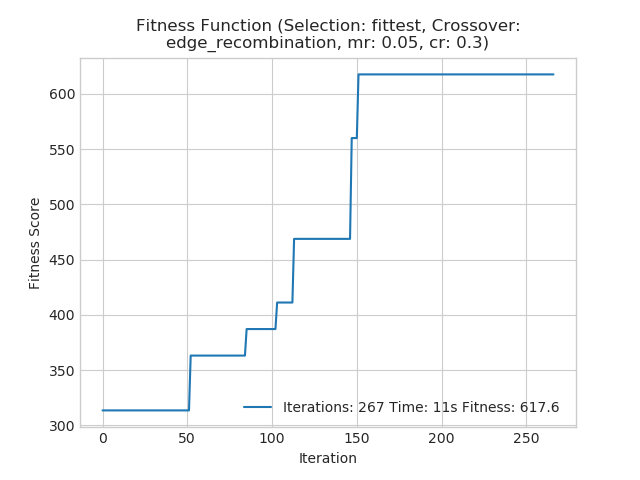 Fitness Function (Selection: fittest, Crossover:
edge_recombination, mr: 0.05, cr: 0.3)
600
550
500
450
400
350
300
Fitness Score
Iterations: 267 Time: 11s Fitness: 617.6
0 50 100 150 200 250
Iteration